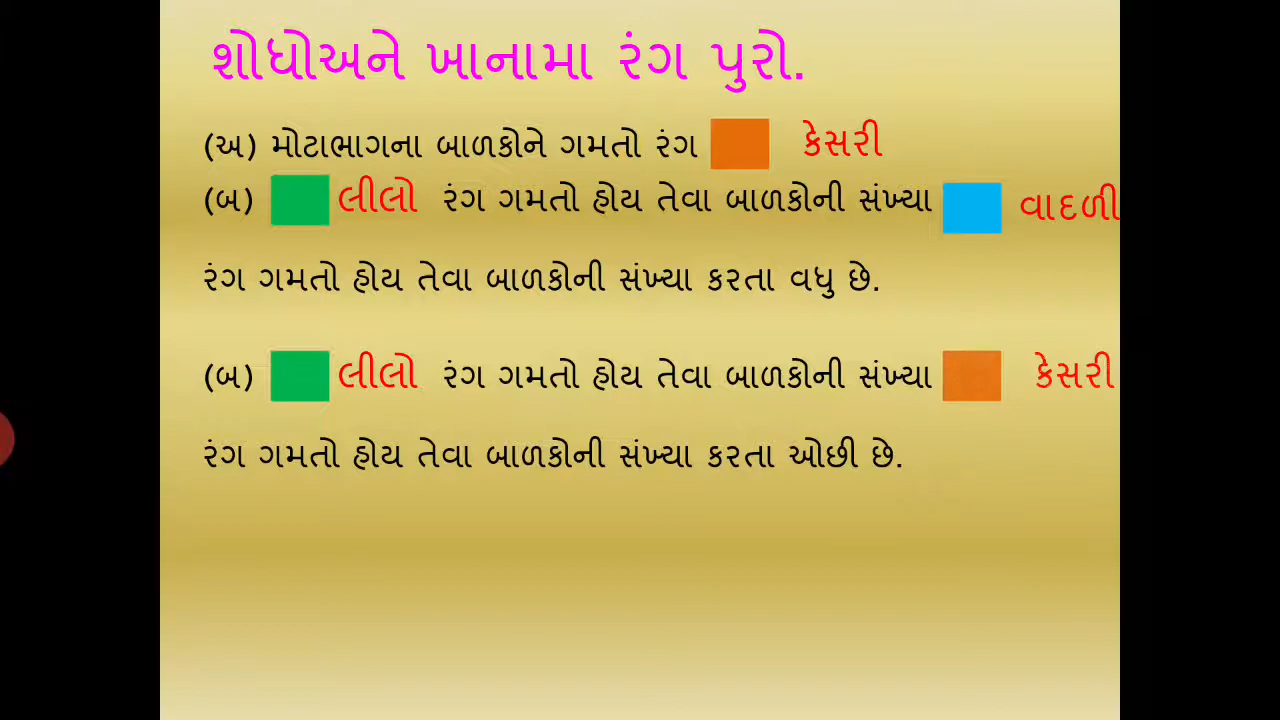 શોધોઅને ખાનામા રંગ પુરો.
(અ) મોટાભાગના બાળકોને ગમતો રંગ કેસરી
(બ) લીલો રંગ ગમતો હોય તેવા બાળકોની સંખ્યા વાદળી
રંગ ગમતો હોય તેવા બાળકોની સંખ્યા કરતા વધુ છે.
(બ) લીલો રંગ ગમતો હોય તેવા બાળકોની સંખ્યા કેસરી
રંગ ગમતો હોય તેવા બાળકોની સંખ્યા કરતા ઓછી છે.